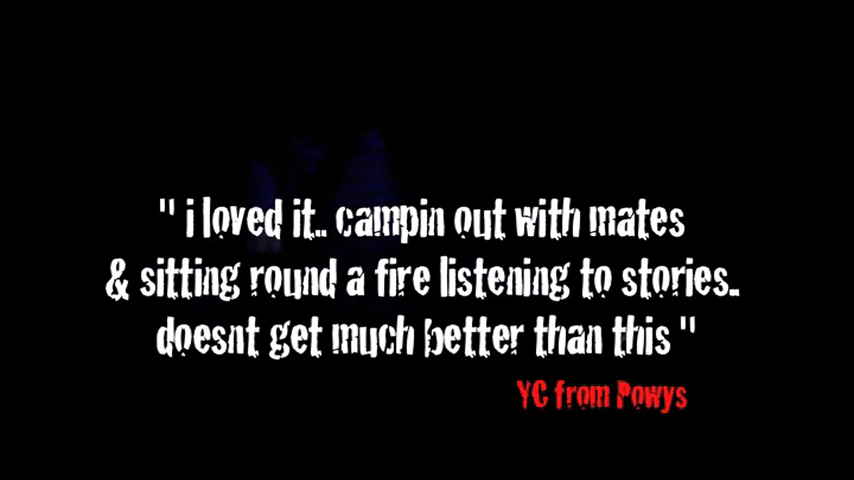 " i loved it.. campin out with mates
& sitting round a fire listening to stories..
doesnt get much better than this "
YC from Powys